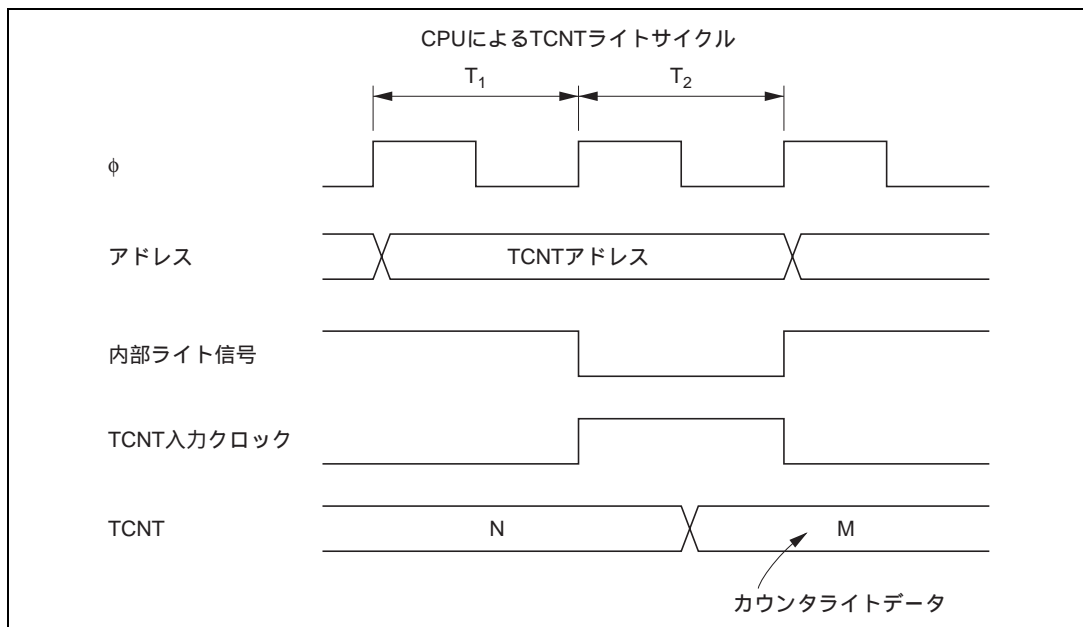 CPUによるTCNTライトサイクル
T1 T2
φ
アドレス TCNTアドレス
内部ライト信号
TCNT入力クロック
TCNT N M
カウンタライトデータ